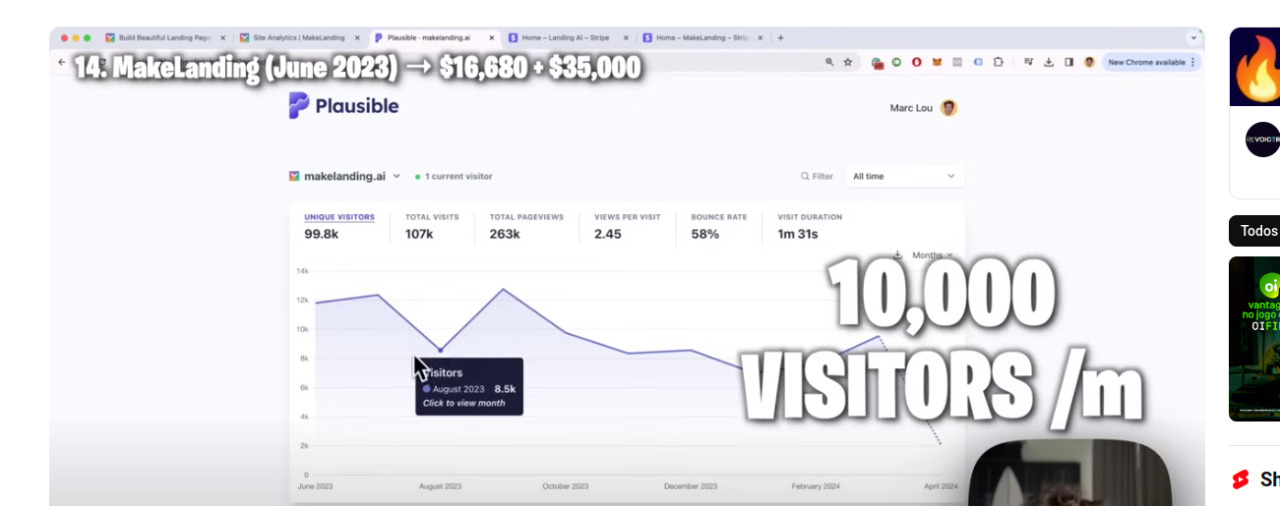 Build Beautiful Landing Page
Site Analytics | MakeLanding
Plausible · makelanding.ai
Home – Landing AI – Stripe
Home – MakeLanding – Strip
14. MakeLanding (June 2023) → $16,680 + $35,000
New Chrome available
Plausible
Marc Lou
makelanding.ai
1 current visitor
Filter
All time
UNIQUE VISITORS
99.8k
TOTAL VISITS
107k
TOTAL PAGEVIEWS
263k
VIEWS PER VISIT
2.45
BOUNCE RATE
58%
VISIT DURATION
1m 31s
Months
14k
12k
10k
8k
6k
4k
2k
0
Visitors
August 2023 8.5k
Click to view month
10,000
VISITORS /m
June 2023
August 2023
October 2023
December 2023
February 2024
April 2024
Todos
oi
vantag
no jogo
OIFI
Sh